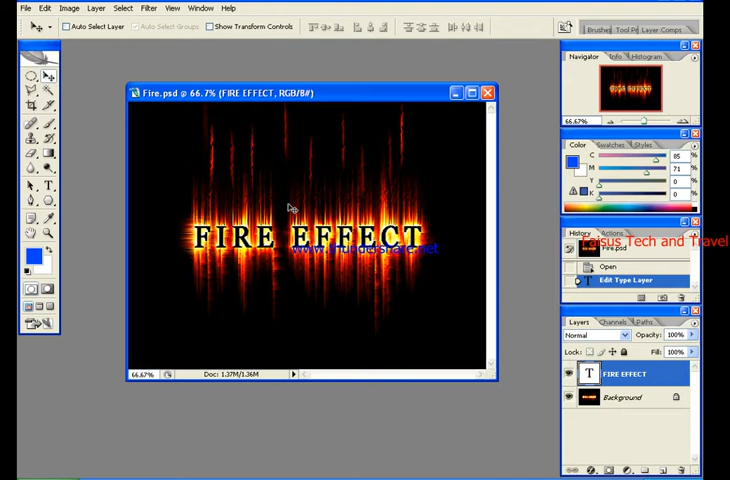 File Edit Image Layer Select Filter View Window Help
Auto Select Layer Auto Select Groups Show Transform Controls
Brushes Tool Pr Layer Comps
Fire.psd @ 66.7% (FIRE EFFECT, RGB/8#)
Navigator Info Histogram
66.67%
Color Swatches Styles
C 85 %
M 71 %
Y 0 %
K 0 %
FIRE EFFECT
History Actions
Faisus Tech and Travel
Fire.psd
Open
Edit Type Layer
Layers Channels Paths
Normal Opacity: 100%
Lock: Fill: 100%
T FIRE EFFECT
Background
66.67% Doc: 1.37M/1.36M